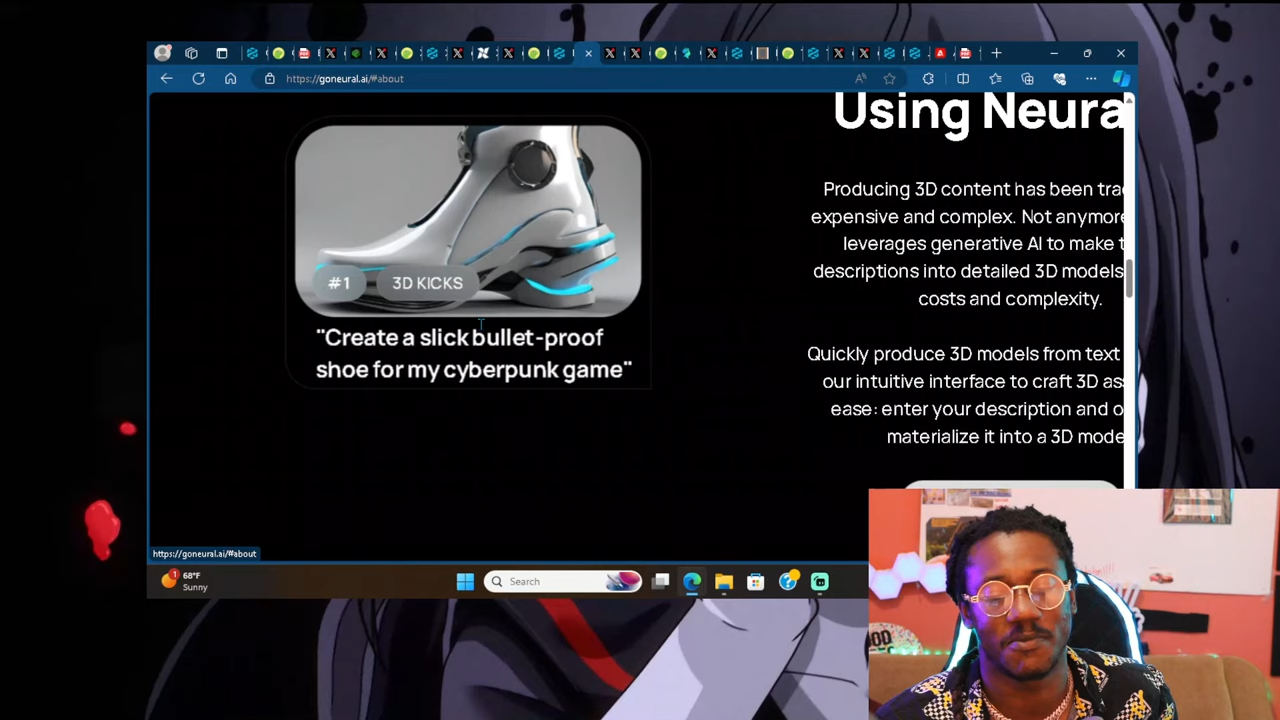 https://goneural.ai/#about
Using Neura
#1
3D KICKS
"Create a slick bullet-proof
shoe for my cyberpunk game"
Producing 3D content has been tra
expensive and complex. Not anymore
leverages generative AI to make t
descriptions into detailed 3D models
costs and complexity.
Quickly produce 3D models from text
our intuitive interface to craft 3D as
ease: enter your description and o
materialize it into a 3D mode
https://goneural.ai/#about
1
68°F
Sunny
Search